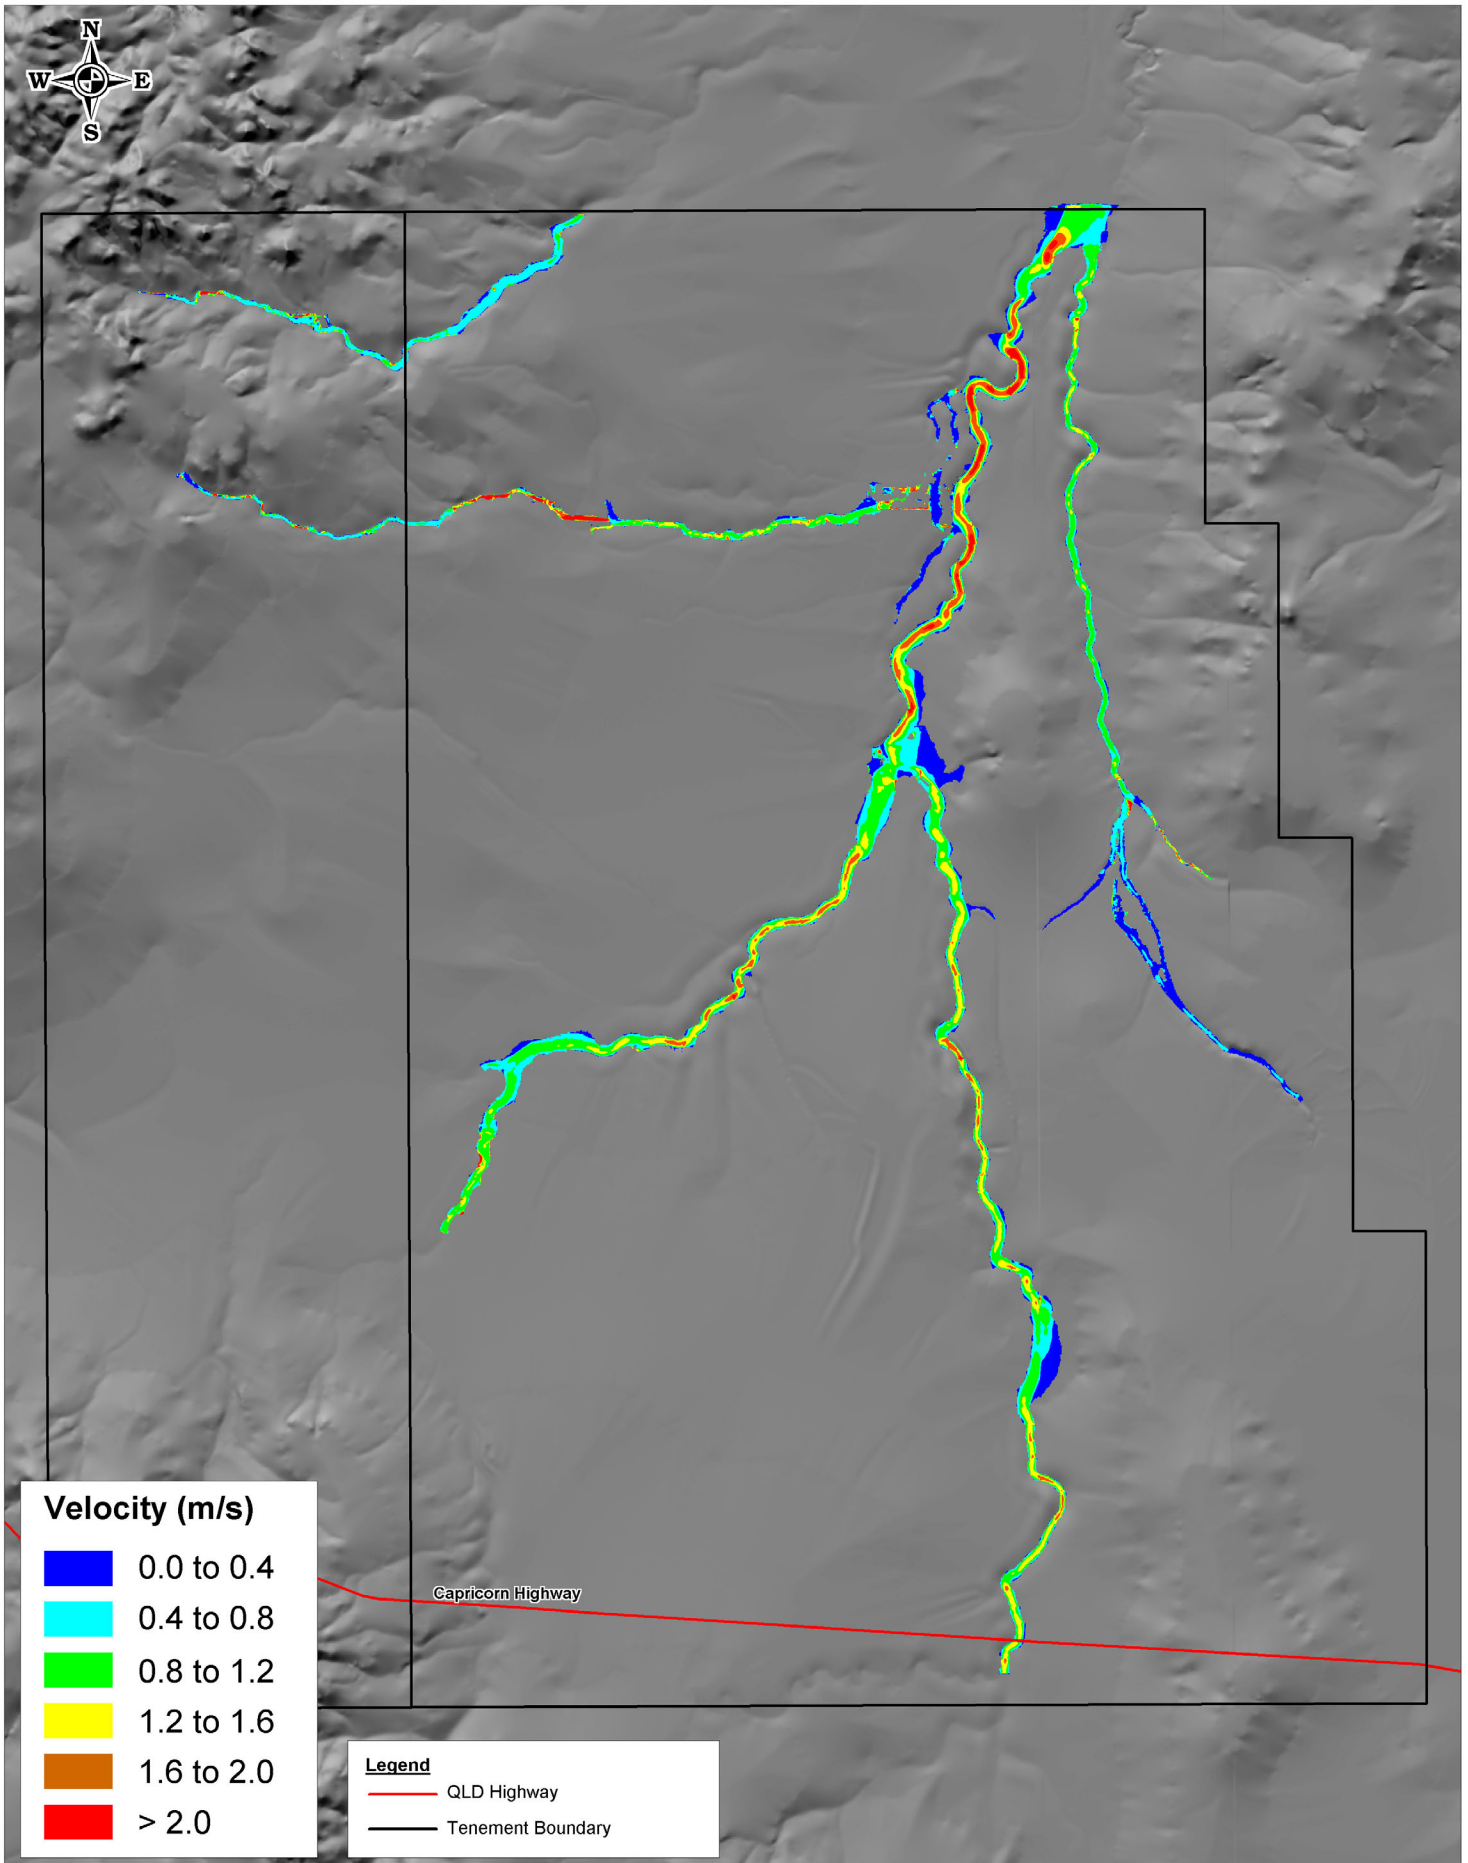 N
W E
S
Velocity (m/s)
0.0 to 0.4
0.4 to 0.8
0.8 to 1.2
1.2 to 1.6
1.6 to 2.0
> 2.0
Capricorn Highway
Legend
QLD Highway
Tenement Boundary